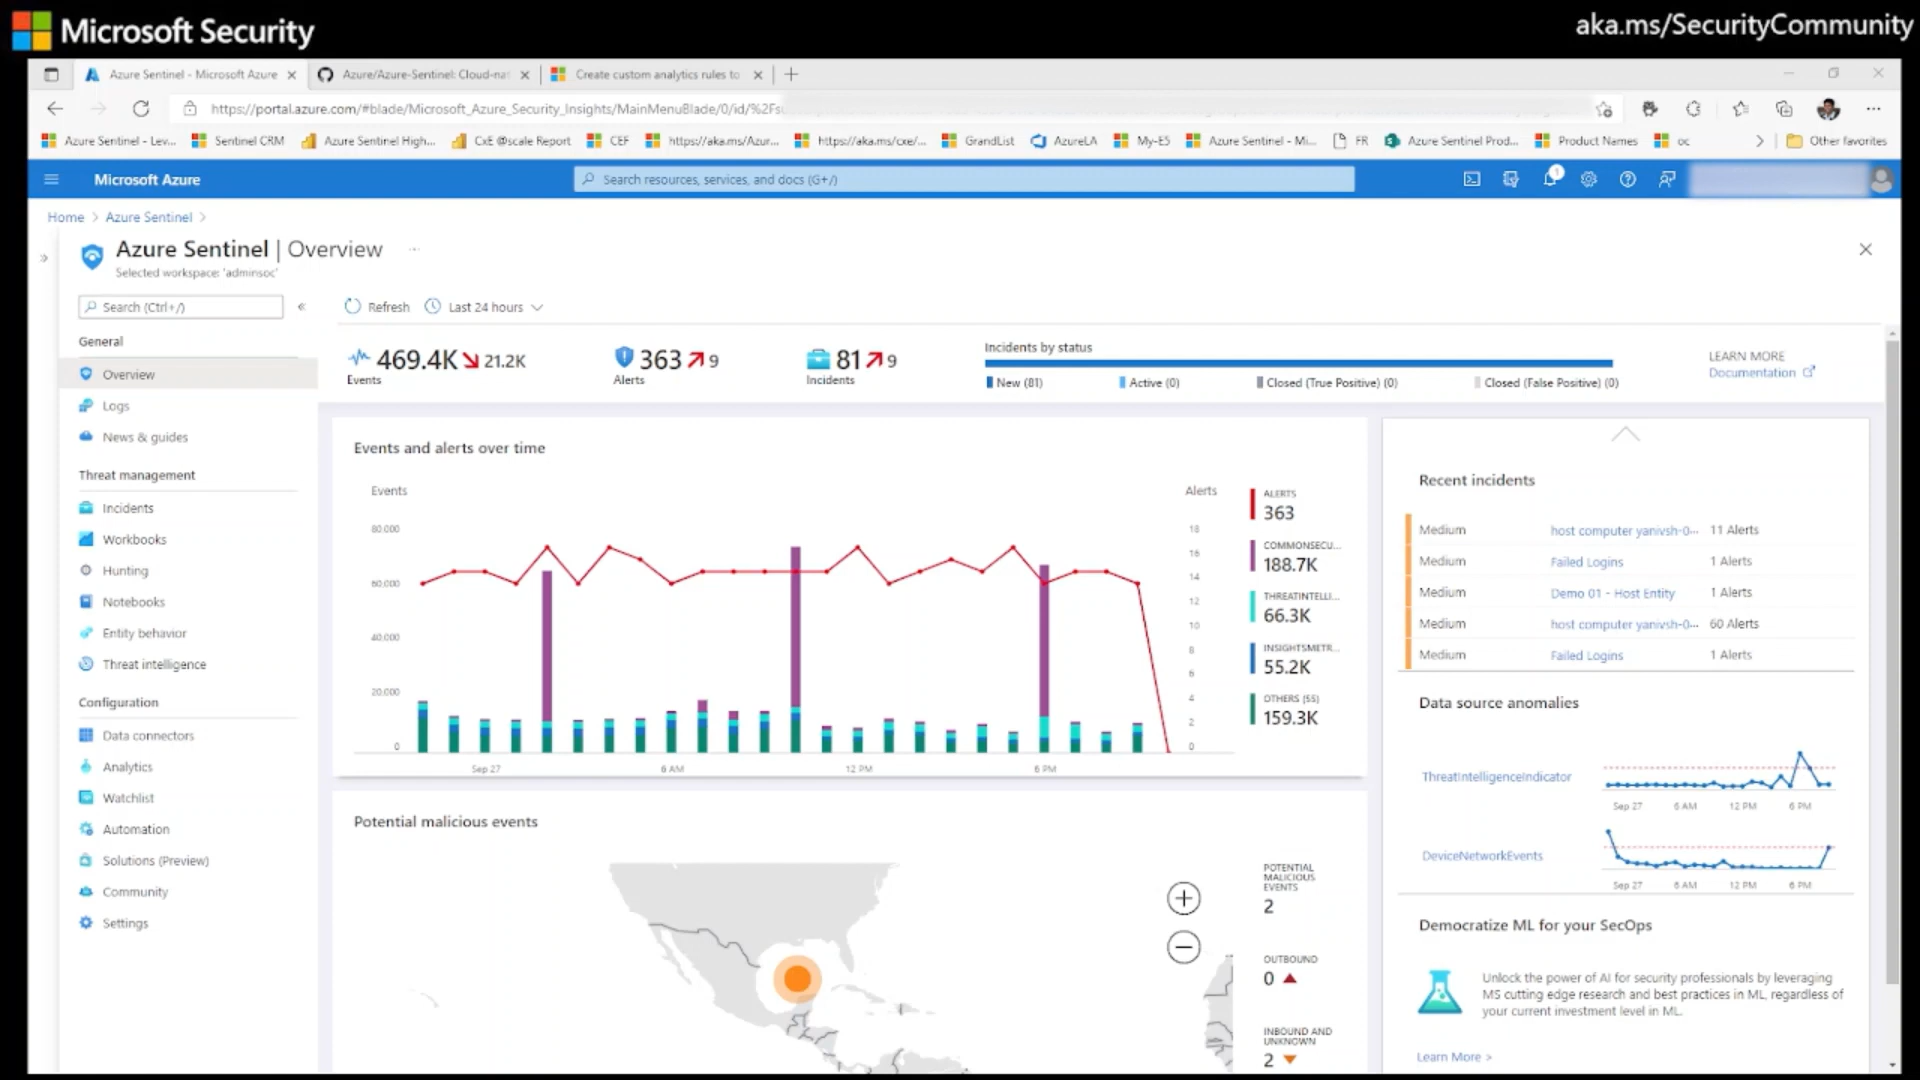 Microsoft Security
aka.ms/SecurityCommunity
Azure Sentinel - Microsoft Azure
Azure/Azure-Sentinel: Cloud-nat
Create custom analytics rules to
https://portal.azure.com/#blade/Microsoft_Azure_Security_Insights/MainMenuBlade/0/id/%2Fs
Azure Sentinel - Lev...
Sentinel CRM
Azure Sentinel High...
CxE @scale Report
CEF
https://aka.ms/Azur...
https://aka.ms/cxe/...
GrandList
AzureLA
My-E5
Azure Sentinel - Mi...
FR
Azure Sentinel Prod...
Product Names
oc
Other favorites
Microsoft Azure
Search resources, services, and docs (G+/)
1
Home > Azure Sentinel >
Azure Sentinel | Overview ...
Selected workspace: 'adminsoc'
Search (Ctrl+/)
«
Refresh
Last 24 hours
General
Overview
Logs
News & guides
Threat management
Incidents
Workbooks
Hunting
Notebooks
Entity behavior
Threat intelligence
Configuration
Data connectors
Analytics
Watchlist
Automation
Solutions (Preview)
Community
Settings
469.4K 21.2K
Events
363 9
Alerts
81 9
Incidents
Incidents by status
New (81)
Active (0)
Closed (True Positive) (0)
Closed (False Positive) (0)
LEARN MORE
Documentation
Events and alerts over time
Events
Alerts
80,000
60,000
40,000
20,000
0
18
16
14
12
10
8
6
4
2
0
Sep 27
6 AM
12 PM
6 PM
ALERTS
363
COMMONSECU...
188.7K
THREATINTELLI...
66.3K
INSIGHTSMETR...
55.2K
OTHERS (55)
159.3K
Potential malicious events
POTENTIAL
MALICIOUS
EVENTS
2
OUTBOUND
0
INBOUND AND
UNKNOWN
2
Recent incidents
Medium host computer yanivsh-0... 11 Alerts
Medium Failed Logins 1 Alerts
Medium Demo 01 - Host Entity 1 Alerts
Medium host computer yanivsh-0... 60 Alerts
Medium Failed Logins 1 Alerts
Data source anomalies
ThreatIntelligenceIndicator
Sep 27 6 AM 12 PM 6 PM
DeviceNetworkEvents
Sep 27 6 AM 12 PM 6 PM
Democratize ML for your SecOps
Unlock the power of AI for security professionals by leveraging
MS cutting edge research and best practices in ML, regardless of
your current investment level in ML.
Learn More >